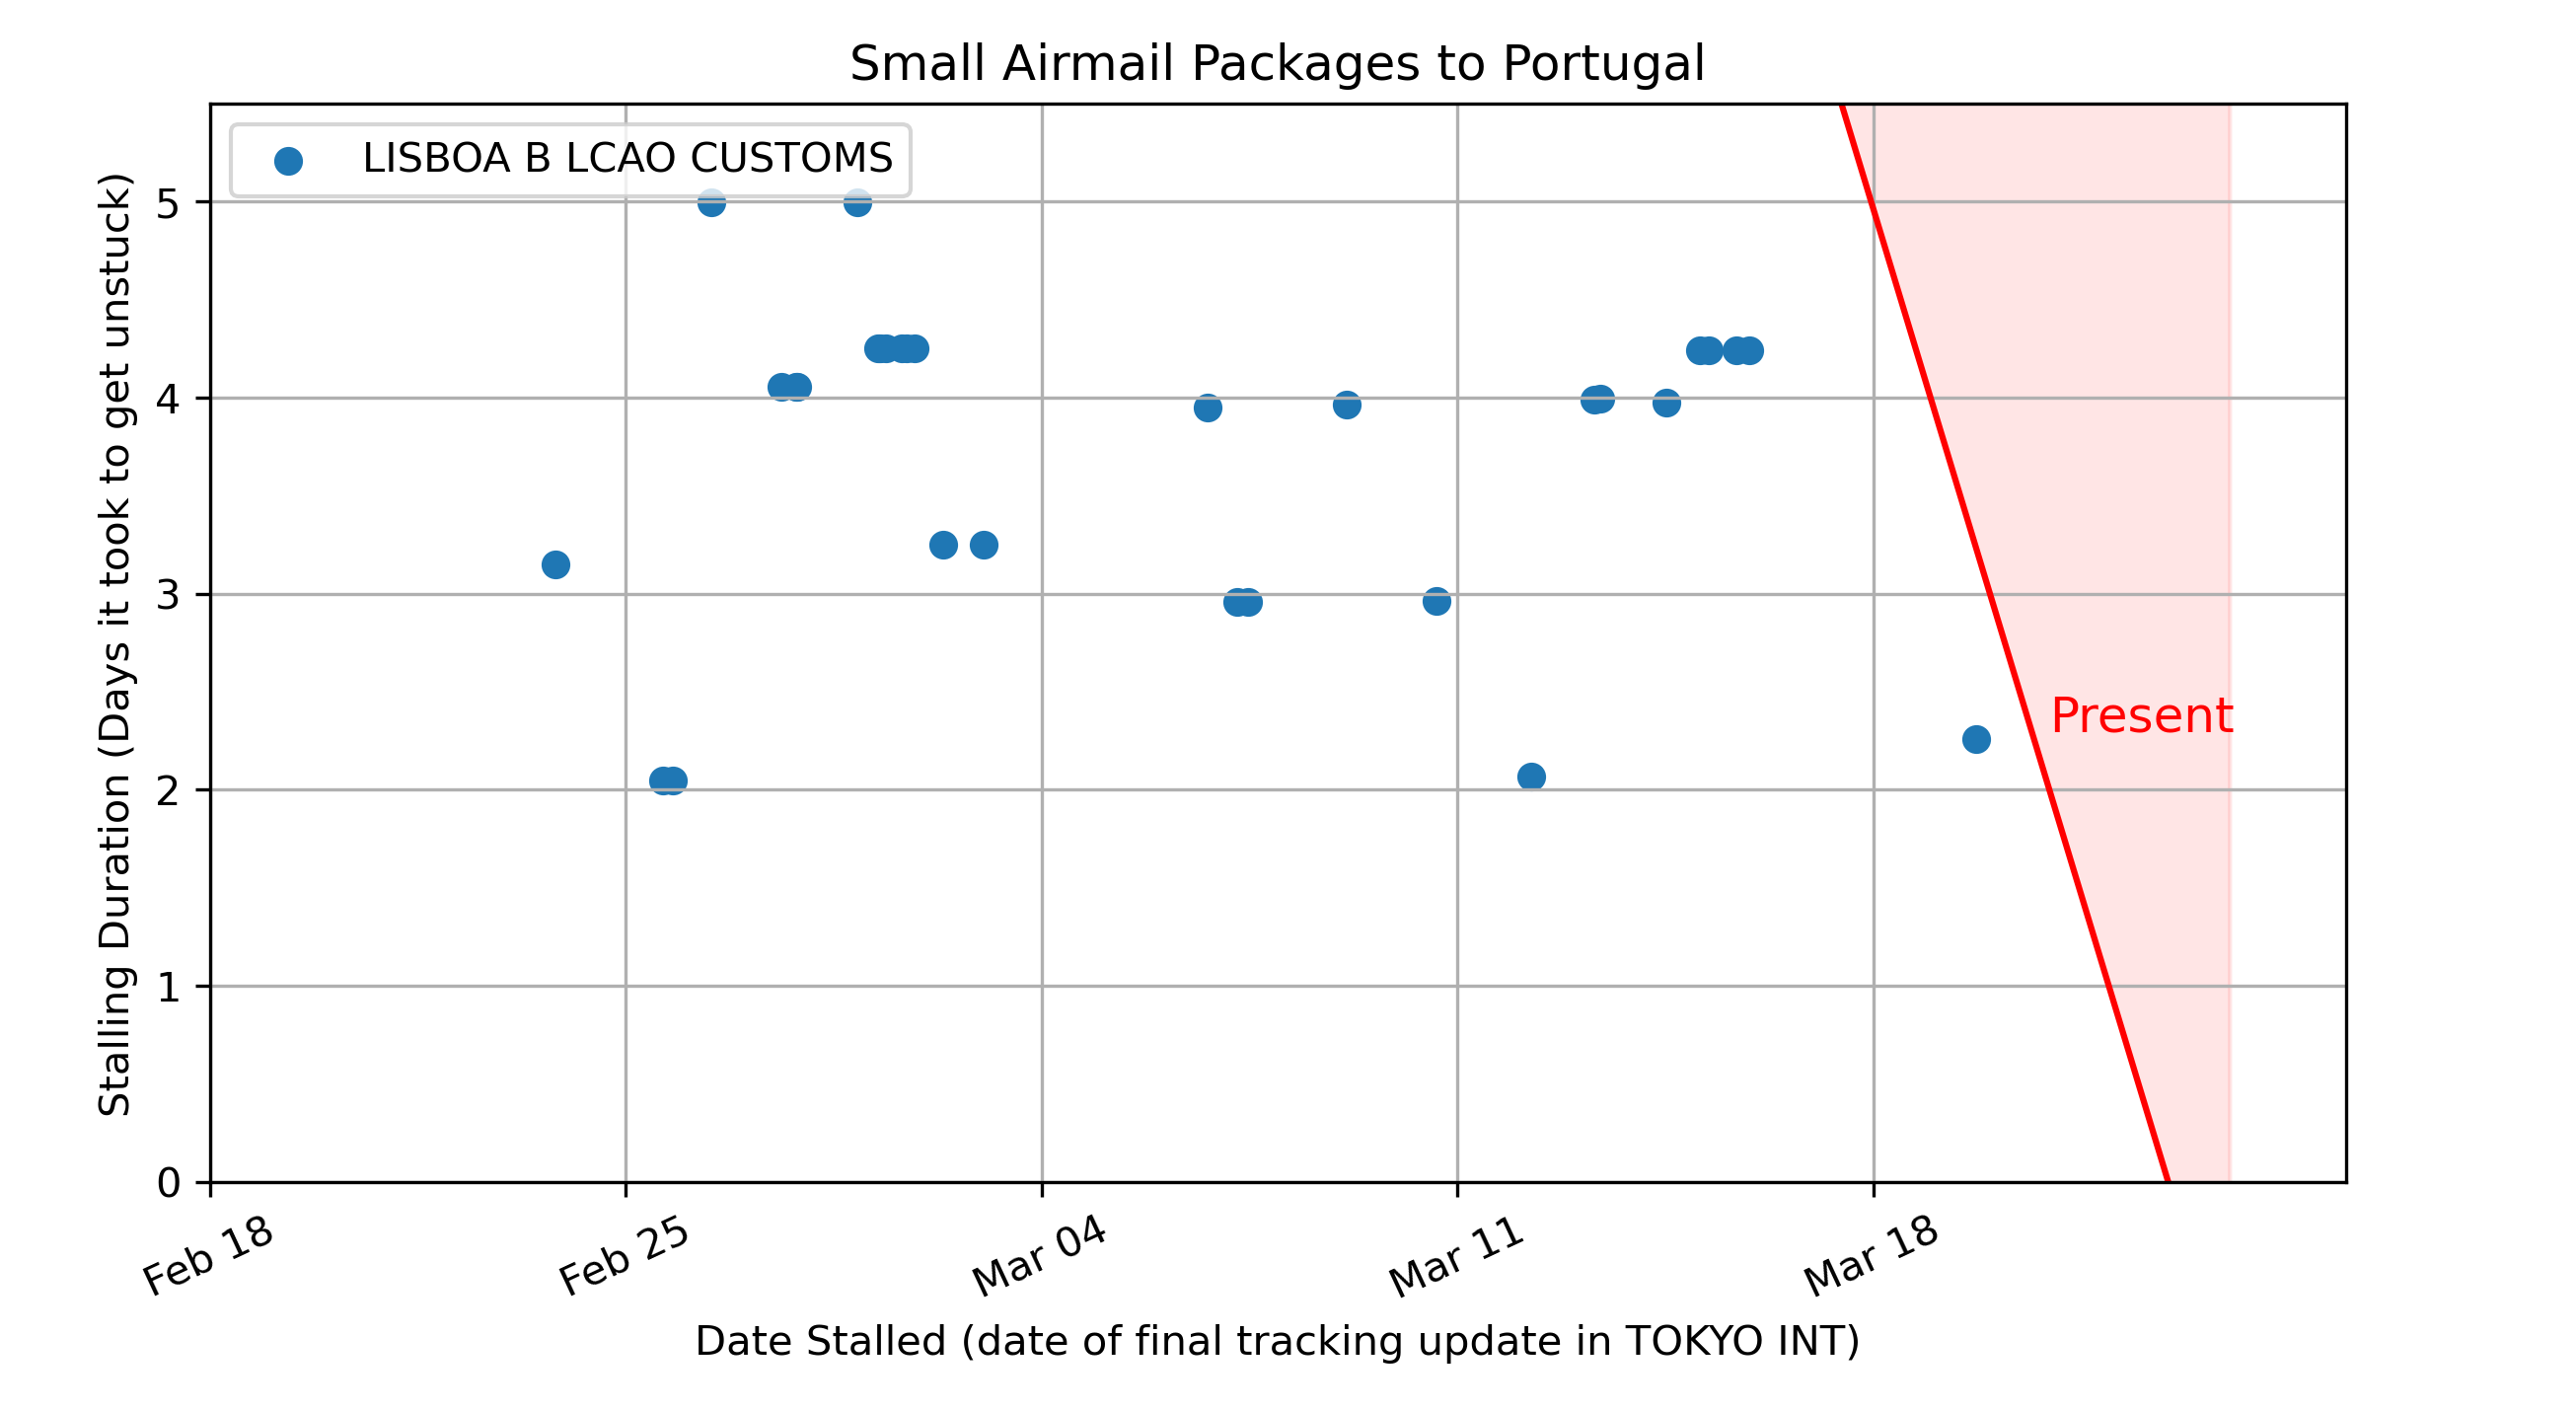 Small Airmail Packages to Portugal
LISBOA B LCAO CUSTOMS
Stalling Duration (Days it took to get unstuck)
5
4
3
2
1
0
Present
Feb 18
Feb 25
Mar 04
Mar 11
Mar 18
Date Stalled (date of final tracking update in TOKYO INT)